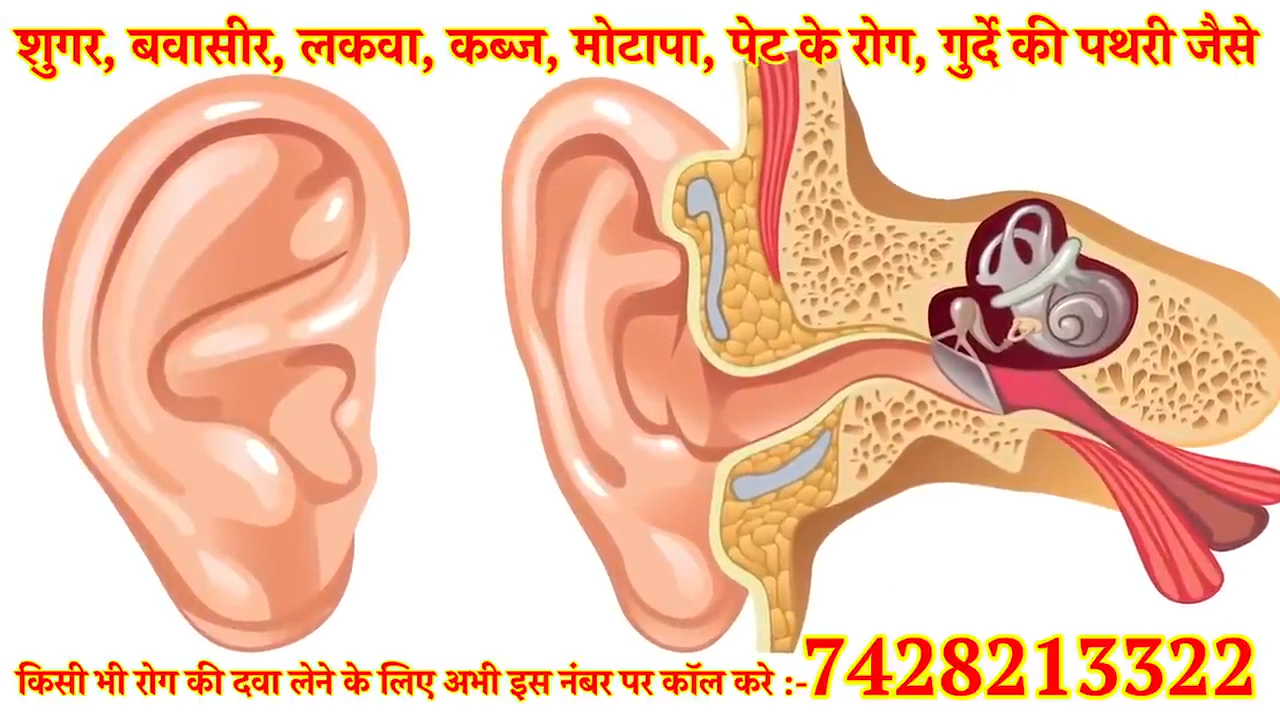 शुगर, बवासीर, लकवा, कब्ज, मोटापा, पेट के रोग, गुर्दे की पथरी जैसे
किसी भी रोग की दवा लेने के लिए अभी इस नंबर पर कॉल करे :-7428213322